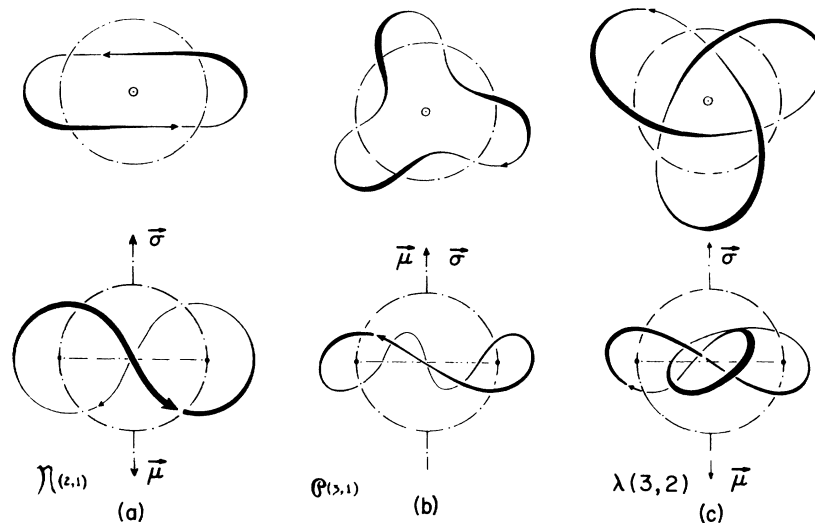 σ
μ
η(2,1)
(a)
μ σ
(3,1)
(b)
σ
λ(3,2)
μ
(c)